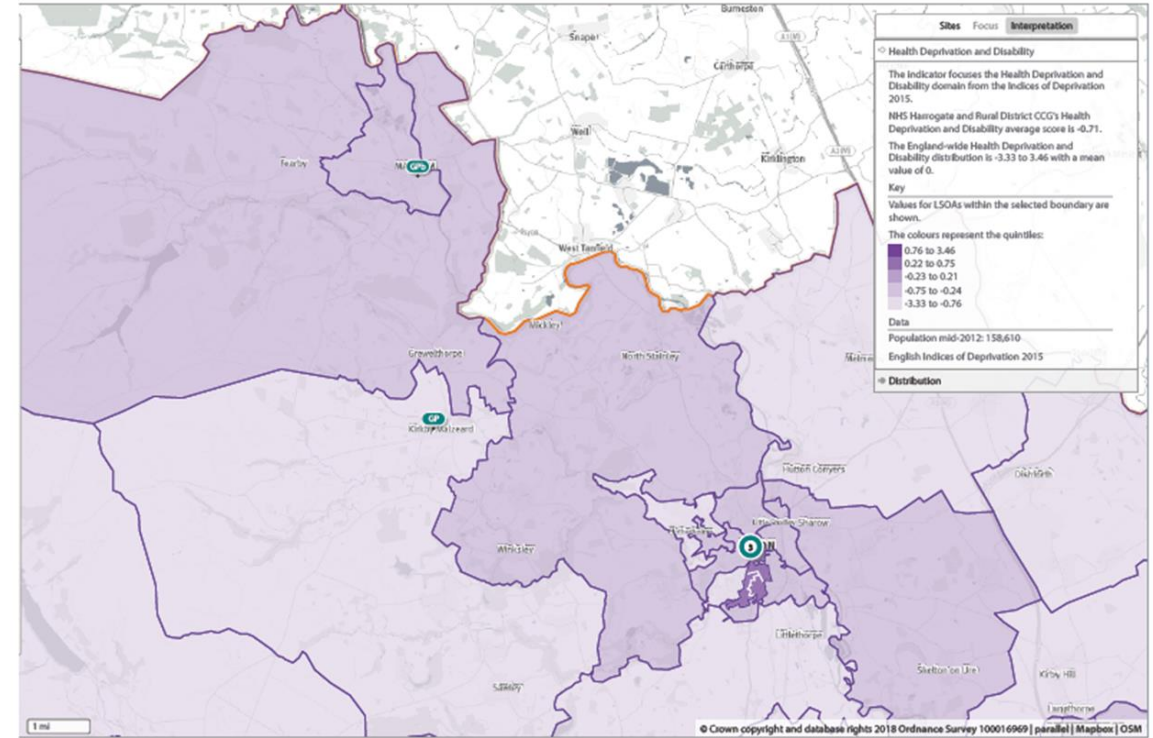 Burneston
Snape
Carthorpe
Sites Focus Interpretation
Health Deprivation and Disability
The indicator focuses the Health Deprivation and
Disability domain from the Indices of Deprivation
2015.
NHS Harrogate and Rural District CCG's Health
Deprivation and Disability average score is -0.71.
The England-wide Health Deprivation and
Disability distribution is -3.33 to 3.46 with a mean
value of 0.
Key
Values for LSOAs within the selected boundary are
shown.
The colours represent the quintiles:
0.76 to 3.46
0.22 to 0.75
-0.23 to 0.21
-0.75 to -0.24
-3.33 to -0.76
Data
Population mid-2012: 158,610
English Indices of Deprivation 2015
Distribution
Well
Kirklington
Fearby
West Tanfield
Mickley
Grewelthorpe
North Stainley
GP
Kirkby Malzeard
Hutton Conyers
Dishforth
Sharow
Winksley
3
Littlethorpe
Skelton on Ure
Kirby Hill
Sawley
Langthorpe
1 mi
© Crown copyright and database rights 2018 Ordnance Survey 100016969 | parallel | Mapbox | OSM